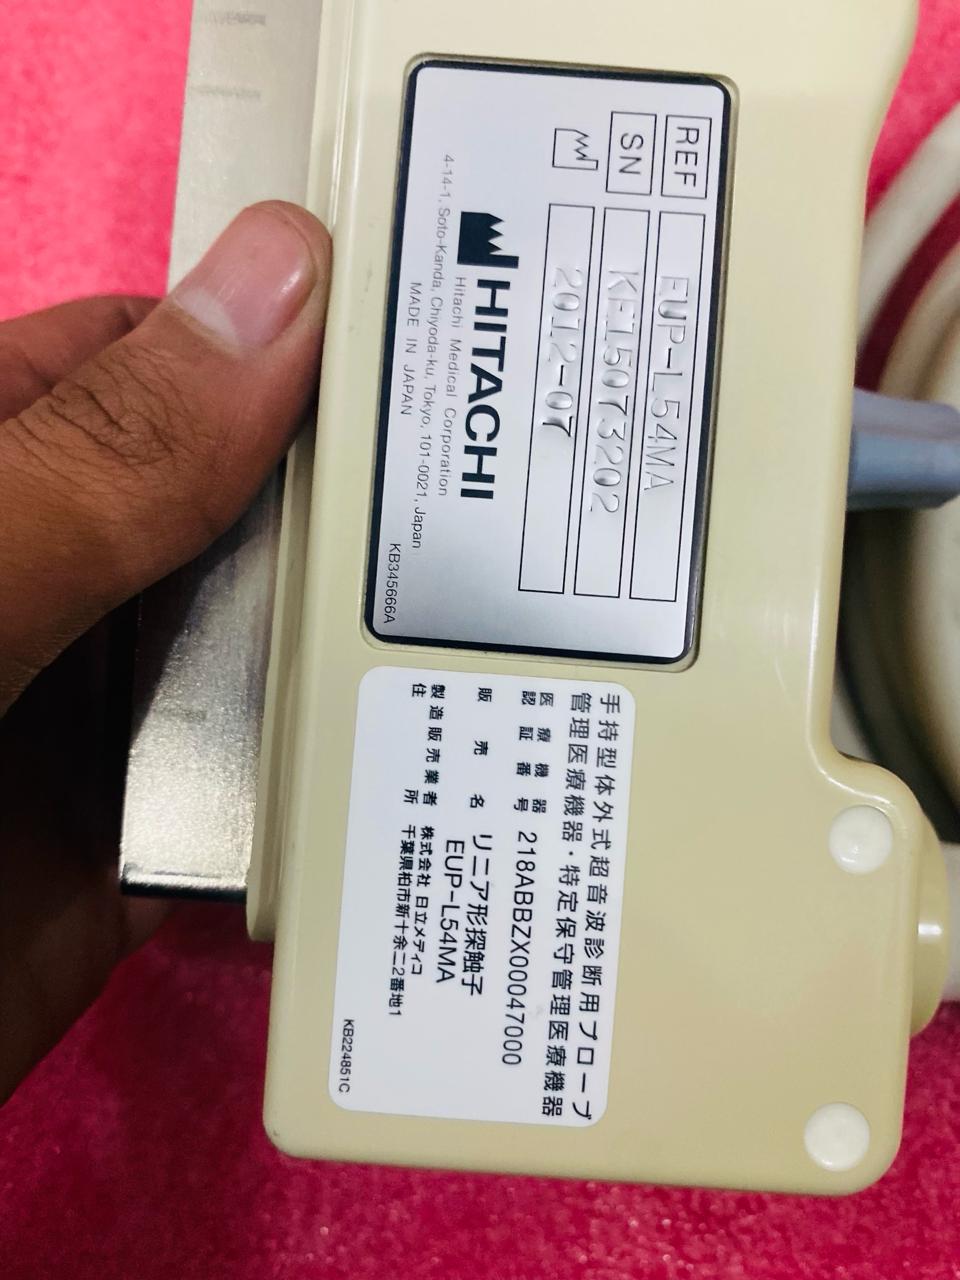 REF EUP-L54MA
SN KE15073202
2012-07
HITACHI
Hitachi Medical Corporation
4-14-1, Soto-Kanda, Chiyoda-ku, Tokyo, 101-0021, Japan
MADE IN JAPAN
KB345666A
手持型体外式超音波診断用プローブ
管理医療機器・特定保守管理医療機器
医療機器
認証番号 218ABBZX00047000
販売名 リニア形探触子
EUP-L54MA
製造販売業者 株式会社 日立メディコ
住所 千葉県柏市新十余二2番地1
KB224851C